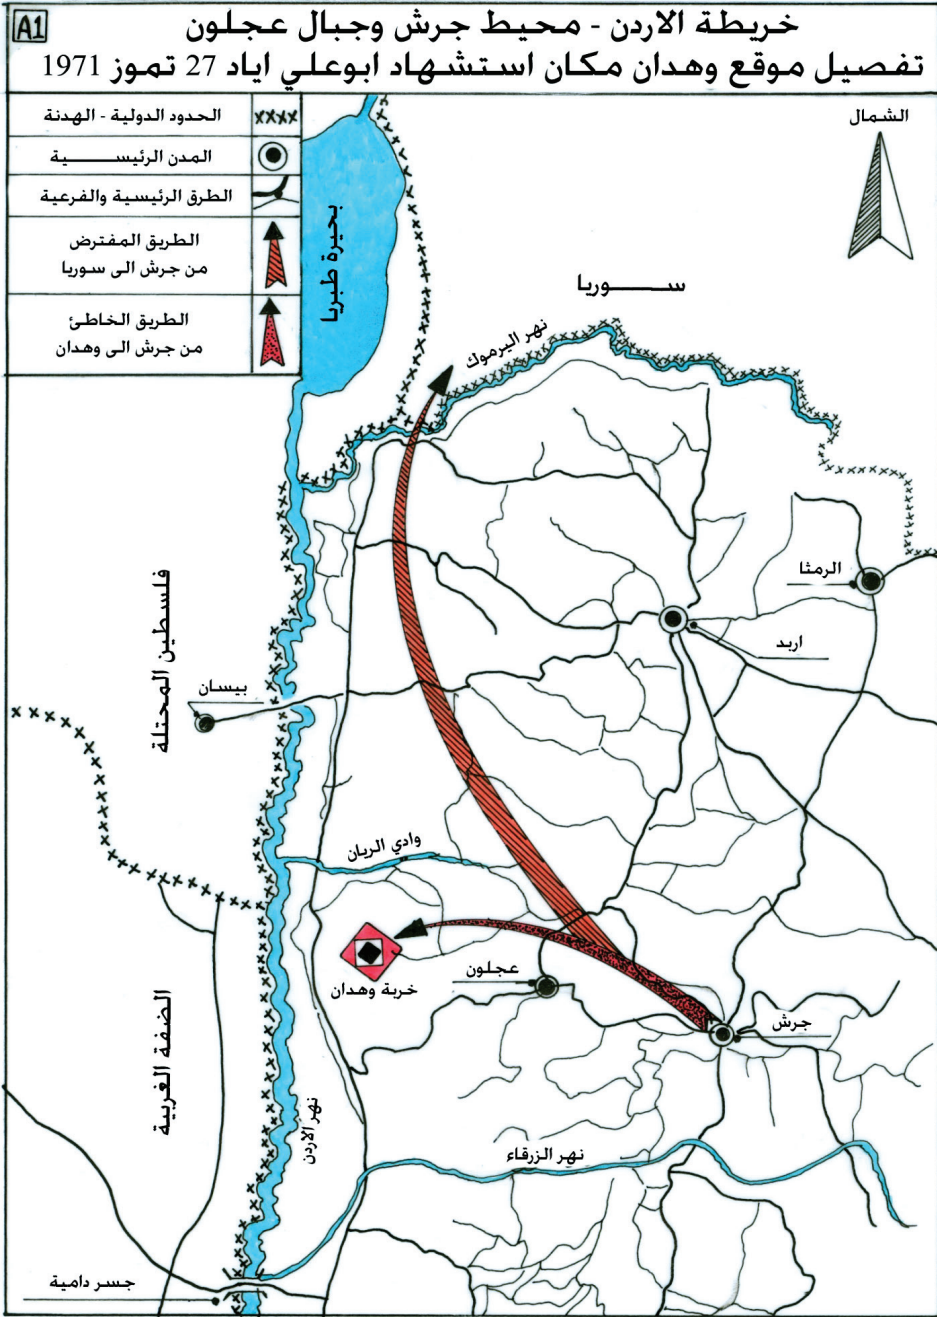 A1
خريطة الاردن - محيط جرش وجبال عجلون
تفصيل موقع وهدان مكان استشهاد ابوعلي اياد 27 تموز 1971
الحدود الدولية - الهدنة
المدن الرئيســـــــية
الطرق الرئيسية والفرعية
الطريق المفترض
من جرش الى سوريا
الطريق الخاطئ
من جرش الى وهدان
الشمال
بحيرة طبريا
ســـــوريا
نهر اليرموك
الرمثا
اربد
فلسطين المحتلة
بيسان
وادي الريان
عجلون
خربة وهدان
جرش
الضفة الغربية
نهر الاردن
نهر الزرقاء
جسر دامية